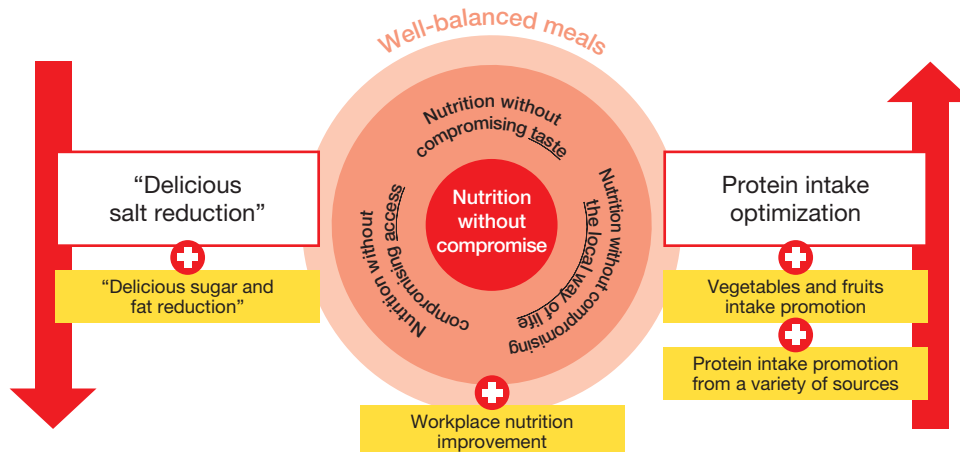 Well-balanced meals
Nutrition without
compromising taste
Nutrition without
compromising access
Nutrition without compromising
the local way of life
Nutrition
without
compromise
“Delicious
salt reduction”
“Delicious sugar and
fat reduction”
Protein intake
optimization
Vegetables and fruits
intake promotion
Protein intake promotion
from a variety of sources
Workplace nutrition
improvement